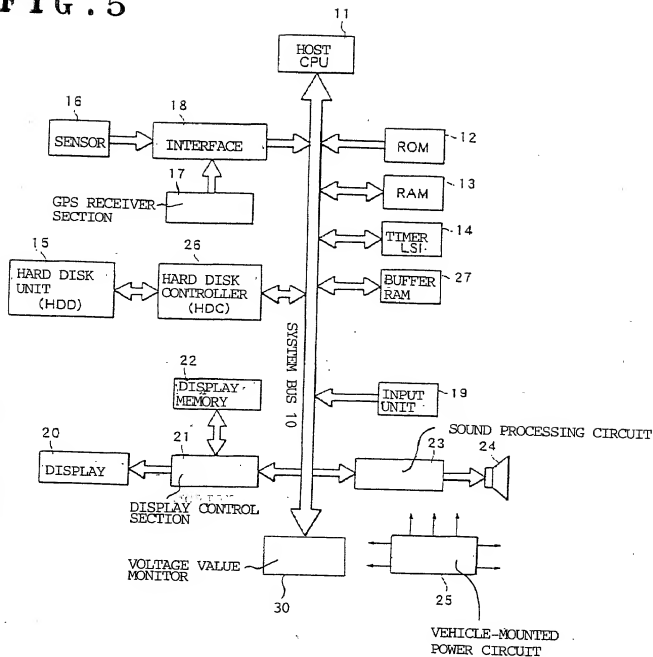 FIG.5
11
HOST
CPU
16
SENSOR
18
INTERFACE
ROM
12
17
GPS RECEIVER
SECTION
RAM
13
14
TIMER
LSI
15
HARD DISK
UNIT
(HDD)
26
HARD DISK
CONTROLLER
(HDC)
BUFFER
RAM
27
SYSTEM BUS 10
22
DISPLAY
MEMORY
INPUT
UNIT
19
SOUND PROCESSING CIRCUIT
20
DISPLAY
21
23
24
DISPLAY CONTROL
SECTION
VOLTAGE VALUE
MONITOR
30
25
VEHICLE-MOUNTED
POWER CIRCUIT